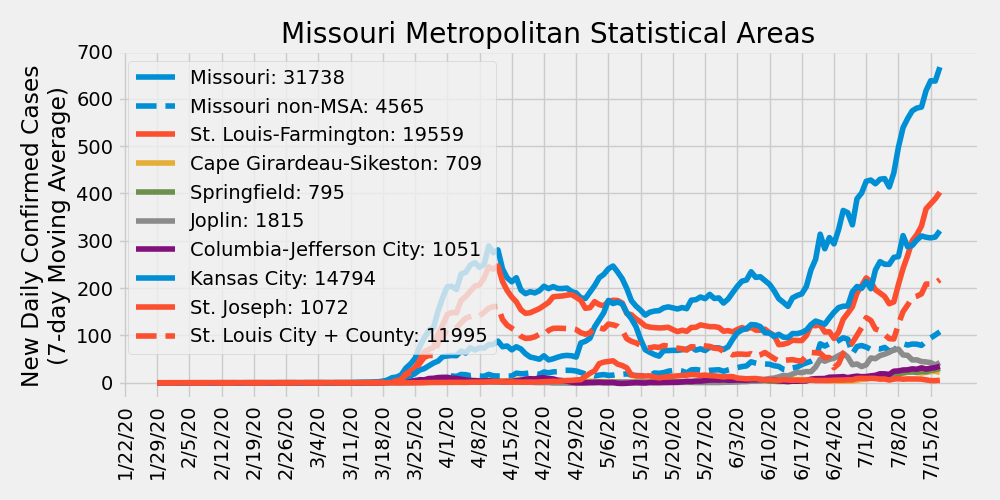 Missouri Metropolitan Statistical Areas
New Daily Confirmed Cases
(7-day Moving Average)
700
600
500
400
300
200
100
0
Missouri: 31738
Missouri non-MSA: 4565
St. Louis-Farmington: 19559
Cape Girardeau-Sikeston: 709
Springfield: 795
Joplin: 1815
Columbia-Jefferson City: 1051
Kansas City: 14794
St. Joseph: 1072
St. Louis City + County: 11995
1/22/20
1/29/20
2/5/20
2/12/20
2/19/20
2/26/20
3/4/20
3/11/20
3/18/20
3/25/20
4/1/20
4/8/20
4/15/20
4/22/20
4/29/20
5/6/20
5/13/20
5/20/20
5/27/20
6/3/20
6/10/20
6/17/20
6/24/20
7/1/20
7/8/20
7/15/20